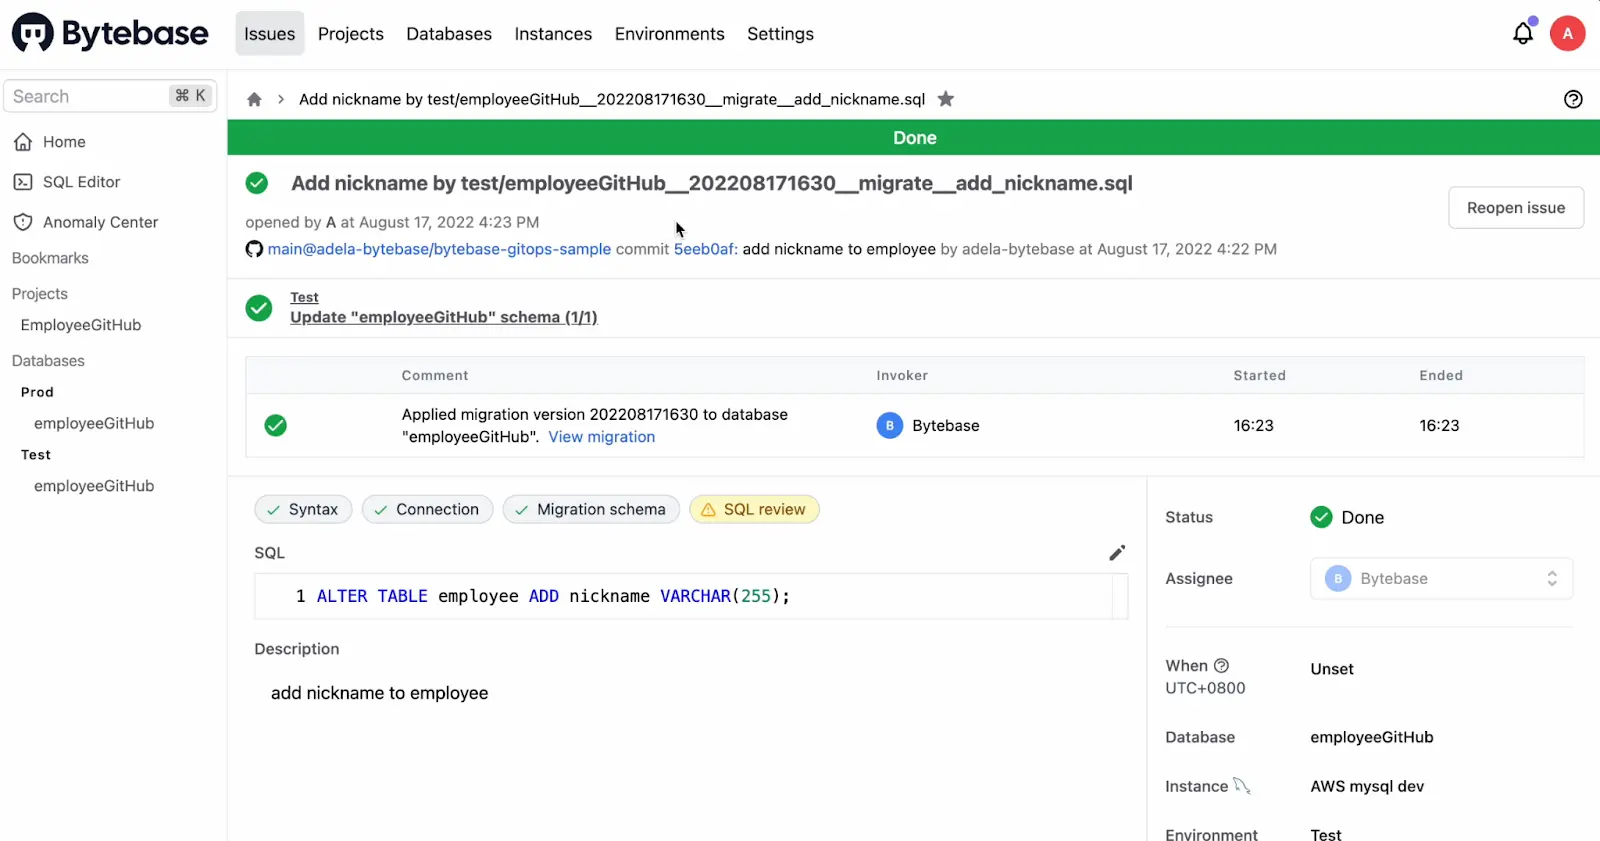 Bytebase
Issues Projects Databases Instances Environments Settings
A
Search ⌘ K
Home
SQL Editor
Anomaly Center
Bookmarks
Projects
EmployeeGitHub
Databases
Prod
employeeGitHub
Test
employeeGitHub
Add nickname by test/employeeGitHub__202208171630__migrate__add_nickname.sql
Done
Add nickname by test/employeeGitHub__202208171630__migrate__add_nickname.sql
opened by A at August 17, 2022 4:23 PM
main@adela-bytebase/bytebase-gitops-sample commit 5eeb0af: add nickname to employee by adela-bytebase at August 17, 2022 4:22 PM
Reopen issue
Test
Update "employeeGitHub" schema (1/1)
Comment Invoker Started Ended
Applied migration version 202208171630 to database
"employeeGitHub". View migration
B Bytebase
16:23 16:23
Syntax Connection Migration schema SQL review
SQL
1 ALTER TABLE employee ADD nickname VARCHAR(255);
Description
add nickname to employee
Status Done
Assignee B Bytebase
When Unset
UTC+0800
Database employeeGitHub
Instance AWS mysql dev
Environment Test